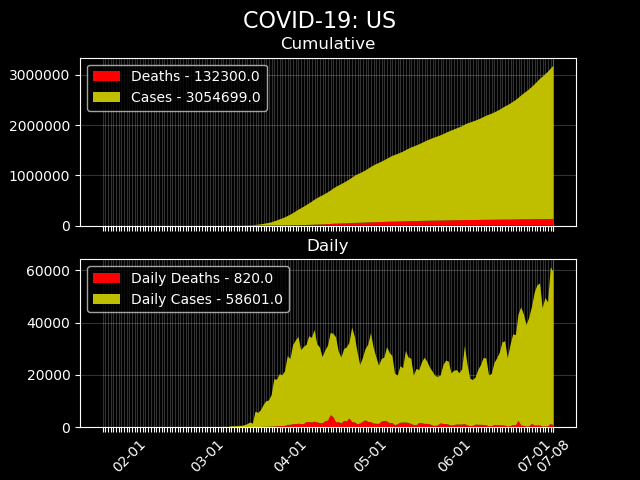 COVID-19: US
Cumulative
3000000
2000000
1000000
0
Deaths - 132300.0
Cases - 3054699.0
Daily
60000
40000
20000
0
Daily Deaths - 820.0
Daily Cases - 58601.0
02-01
03-01
04-01
05-01
06-01
07-01
07-08